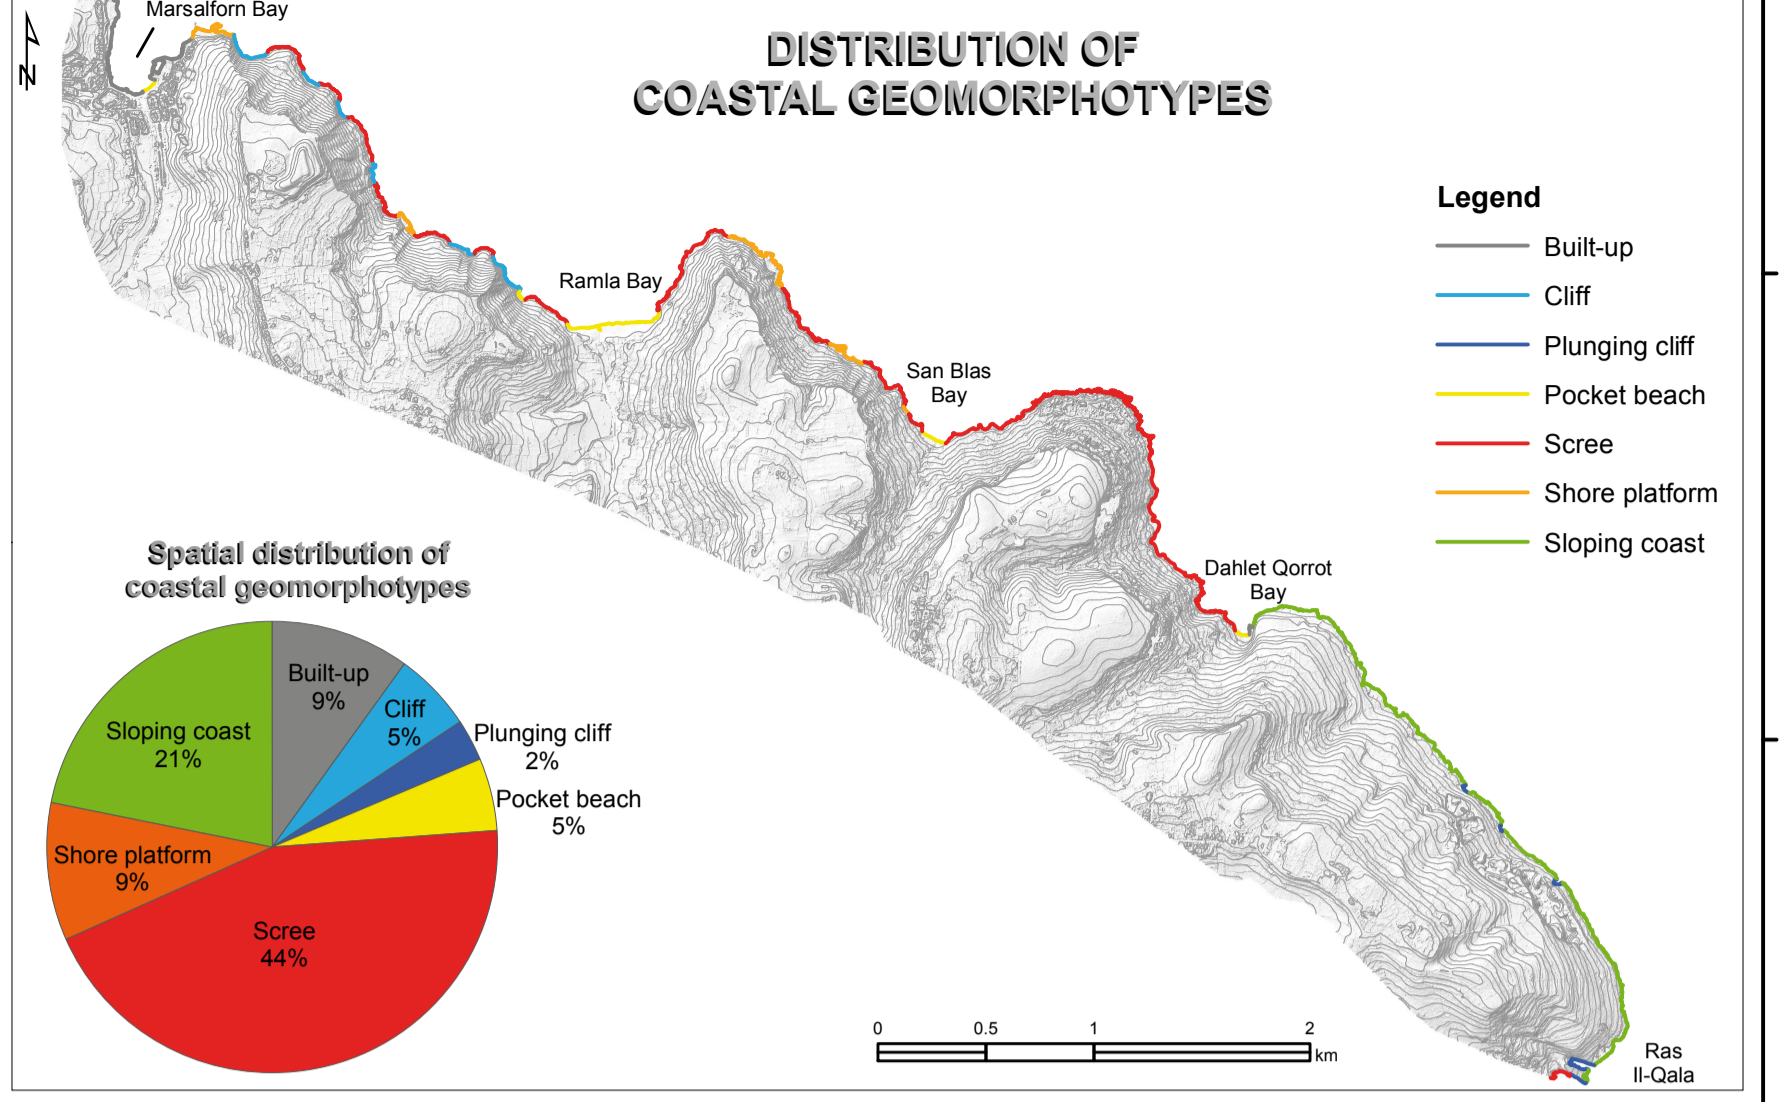 Marsalforn Bay
N
DISTRIBUTION OF
COASTAL GEOMORPHOTYPES
Legend
Built-up
Cliff
Plunging cliff
Pocket beach
Scree
Shore platform
Sloping coast
Ramla Bay
San Blas
Bay
Dahlet Qorrot
Bay
Ras
Il-Qala
Spatial distribution of
coastal geomorphotypes
Built-up
9%
Cliff
5%
Plunging cliff
2%
Pocket beach
5%
Scree
44%
Shore platform
9%
Sloping coast
21%
0 0.5 1 2
km